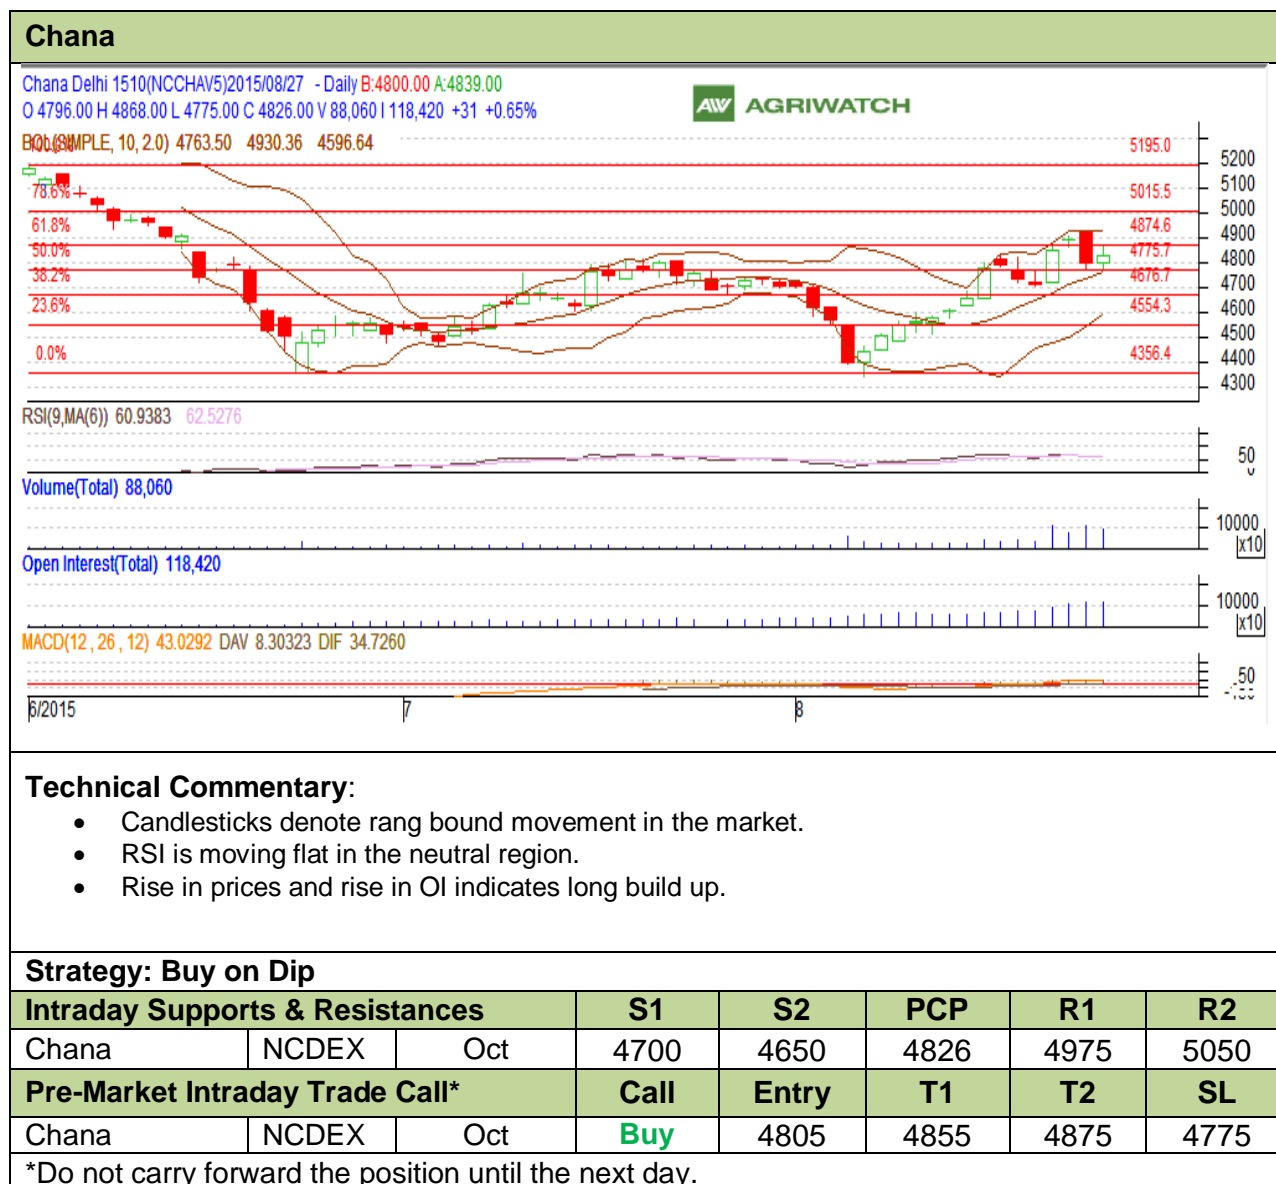 Chana
Chana Delhi 1510(NCCHAV5)2015/08/27 - Daily B:4800.00 A:4839.00
O 4796.00 H 4868.00 L 4775.00 C 4826.00 V 88,060 I 118,420 +31 +0.65%
AW AGRIWATCH
BOL(SIMPLE, 10, 2.0) 4763.50 4930.36 4596.64
100.0% 5195.0
5200
78.6% 5015.5 5100
5000
61.8% 4874.6 4900
50.0% 4775.7 4800
38.2% 4676.7 4700
23.6% 4554.3 4600
4500
0.0% 4356.4 4400
4300
RSI(9,MA(6)) 60.9383 62.5276
50
Volume(Total) 88,060
10000
x10
Open Interest(Total) 118,420
10000
x10
MACD(12 , 26 , 12) 43.0292 DAV 8.30323 DIF 34.7260
50
6/2015 7 8
Technical Commentary:
• Candlesticks denote rang bound movement in the market.
• RSI is moving flat in the neutral region.
• Rise in prices and rise in OI indicates long build up.
Strategy: Buy on Dip
Intraday Supports & Resistances S1 S2 PCP R1 R2
Chana NCDEX Oct 4700 4650 4826 4975 5050
Pre-Market Intraday Trade Call* Call Entry T1 T2 SL
Chana NCDEX Oct Buy 4805 4855 4875 4775
*Do not carry forward the position until the next day.